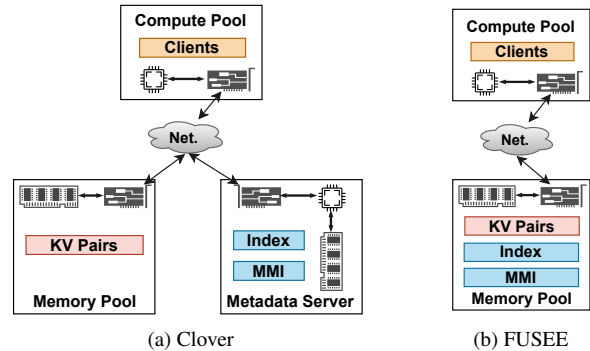 Compute Pool
Clients
Net.
KV Pairs
Memory Pool
Index
MMI
Metadata Server
(a) Clover
Compute Pool
Clients
Net.
KV Pairs
Index
MMI
Memory Pool
(b) FUSEE